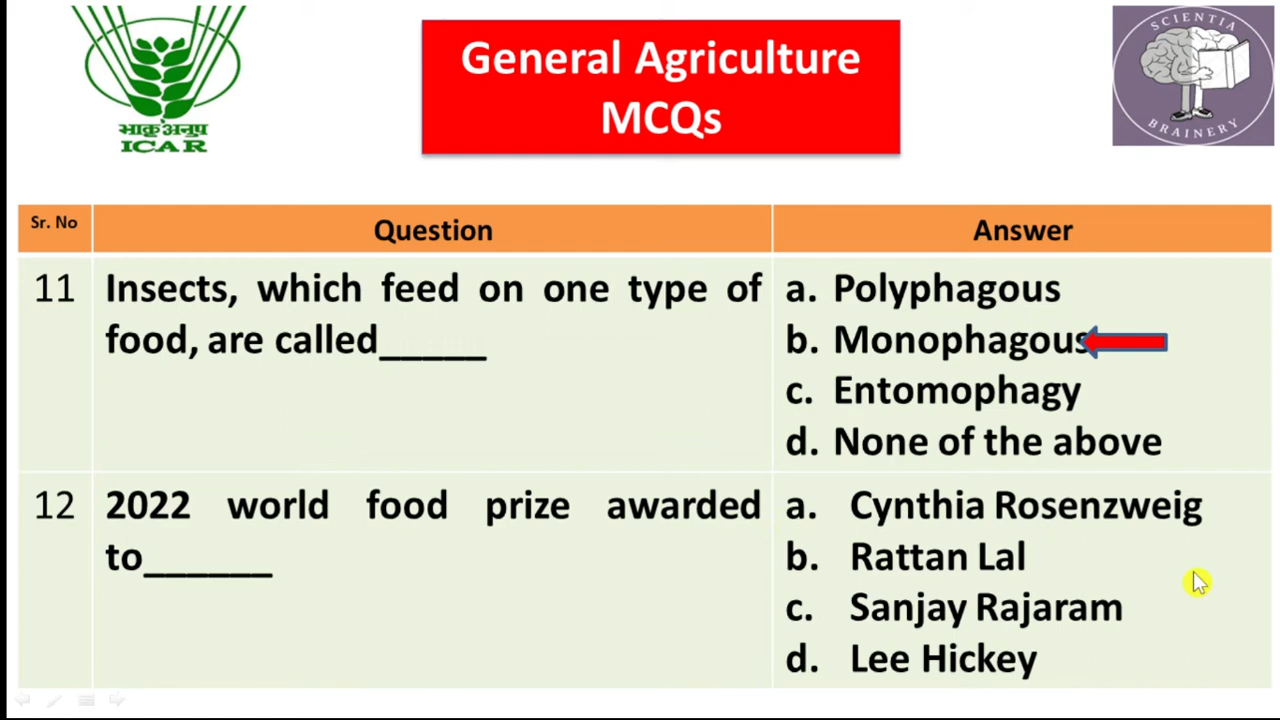 भाकृअनुप
ICAR
General Agriculture
MCQs
SCIENTIA
BRAINERY
Sr. No
Question
Answer
11
Insects, which feed on one type of
food, are called_____
a. Polyphagous
b. Monophagous
c. Entomophagy
d. None of the above
12
2022 world food prize awarded
to______
a. Cynthia Rosenzweig
b. Rattan Lal
c. Sanjay Rajaram
d. Lee Hickey